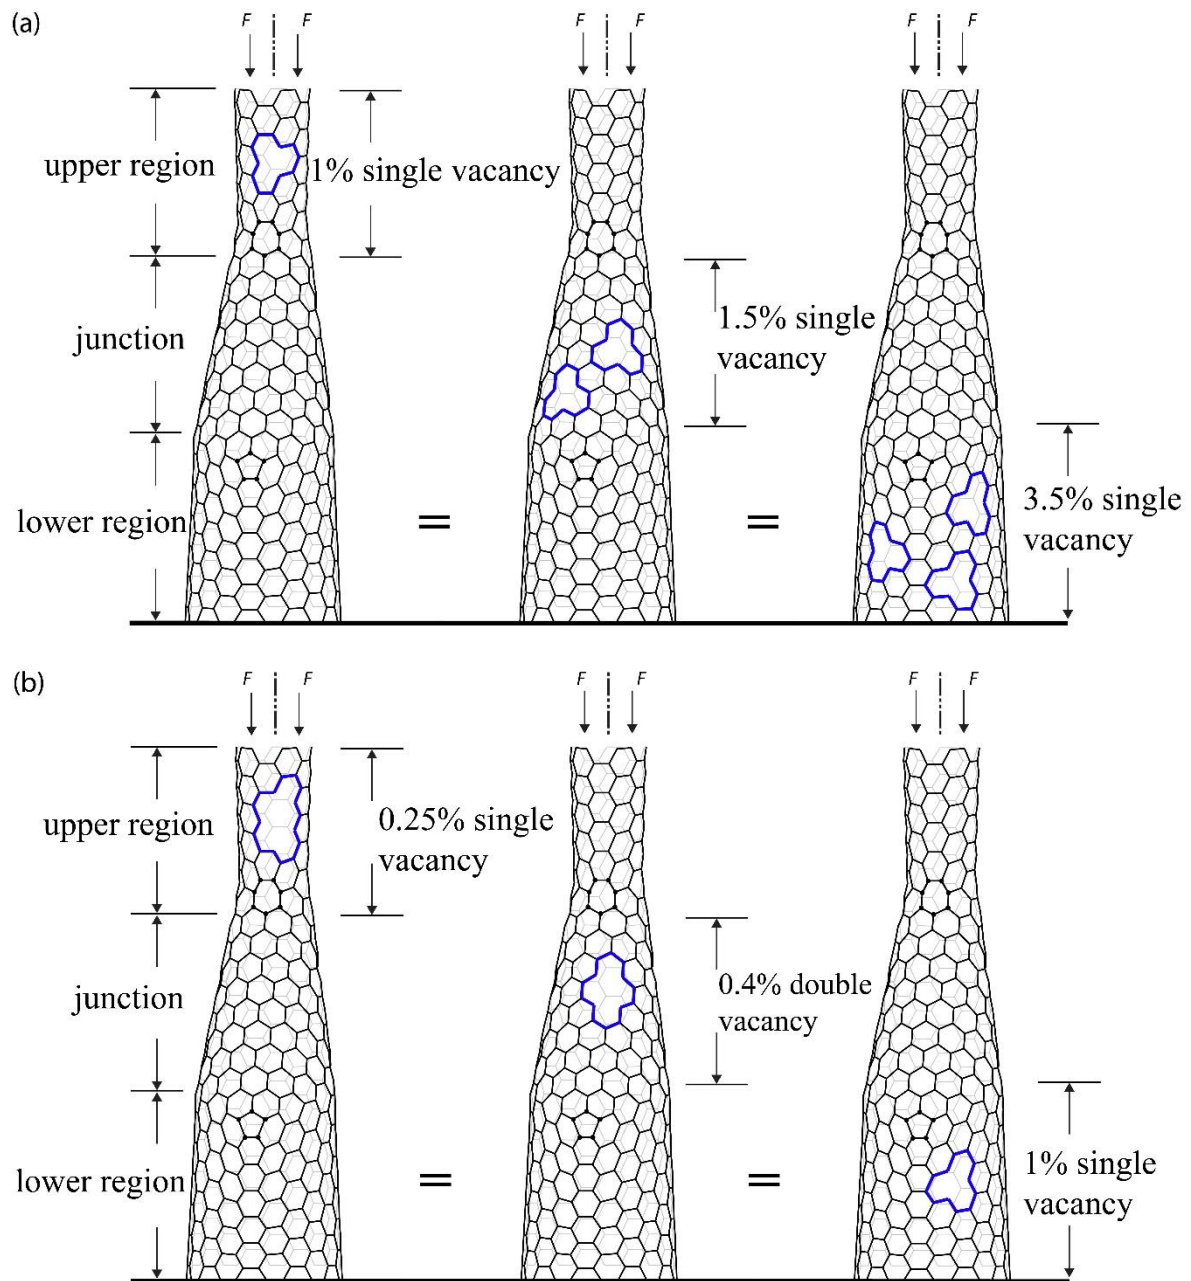 (a)
F F
F F
F F
upper region
1% single vacancy
junction
1.5% single
vacancy
lower region
=
=
3.5% single
vacancy
(b)
F F
F F
F F
upper region
0.25% single
vacancy
junction
0.4% double
vacancy
lower region
=
=
1% single
vacancy